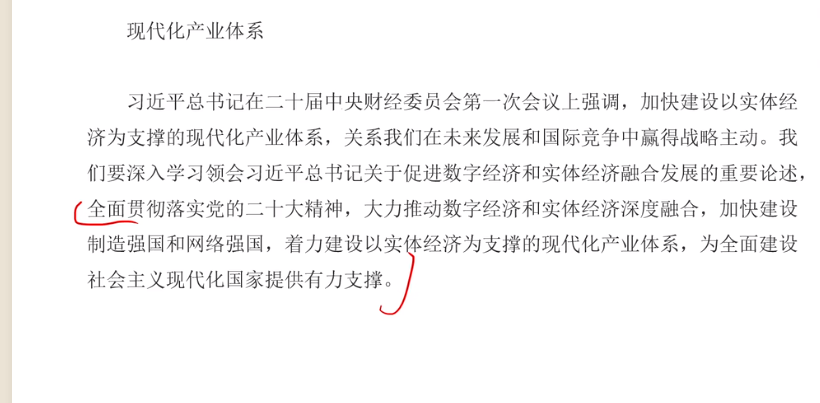 现代化产业体系
习近平总书记在二十届中央财经委员会第一次会议上强调，加快建设以实体经
济为支撑的现代化产业体系，关系我们在未来发展和国际竞争中赢得战略主动。我
们要深入学习领会习近平总书记关于促进数字经济和实体经济融合发展的重要论述，
全面贯彻落实党的二十大精神，大力推动数字经济和实体经济深度融合，加快建设
制造强国和网络强国，着力建设以实体经济为支撑的现代化产业体系，为全面建设
社会主义现代化国家提供有力支撑。